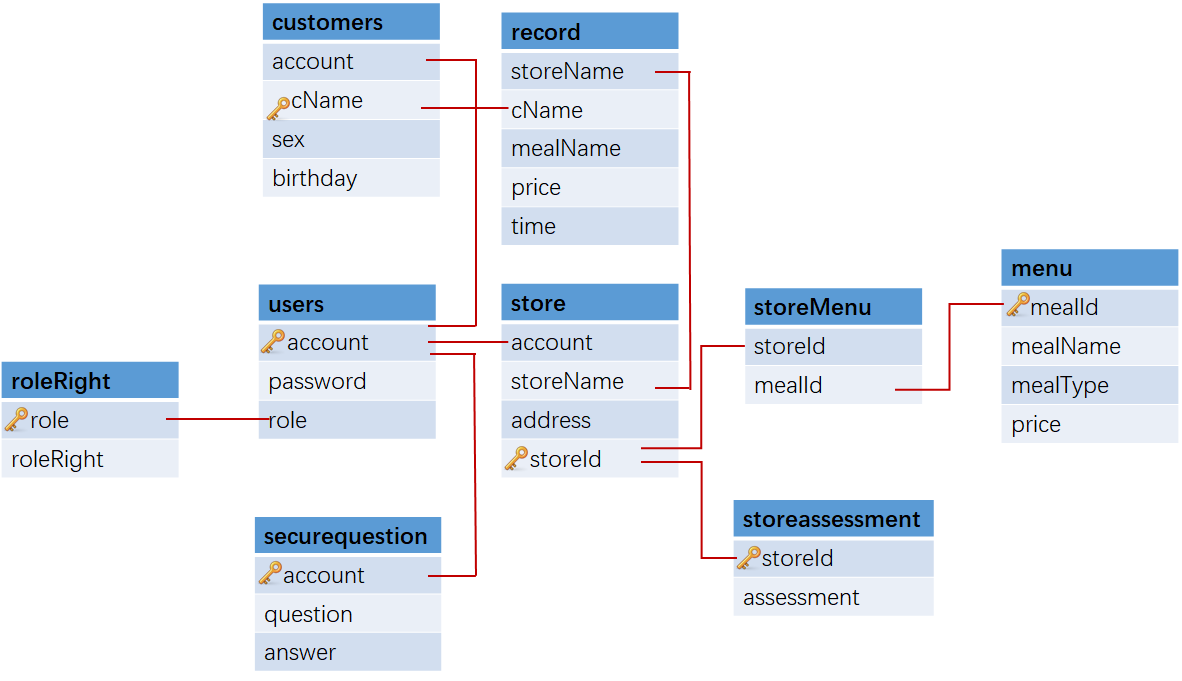 customers
account
cName
sex
birthday
record
storeName
cName
mealName
price
time
users
account
password
role
store
account
storeName
address
storeId
storeMenu
storeId
mealId
menu
mealId
mealName
mealType
price
roleRight
role
roleRight
securequestion
account
question
answer
storeassessment
storeId
assessment